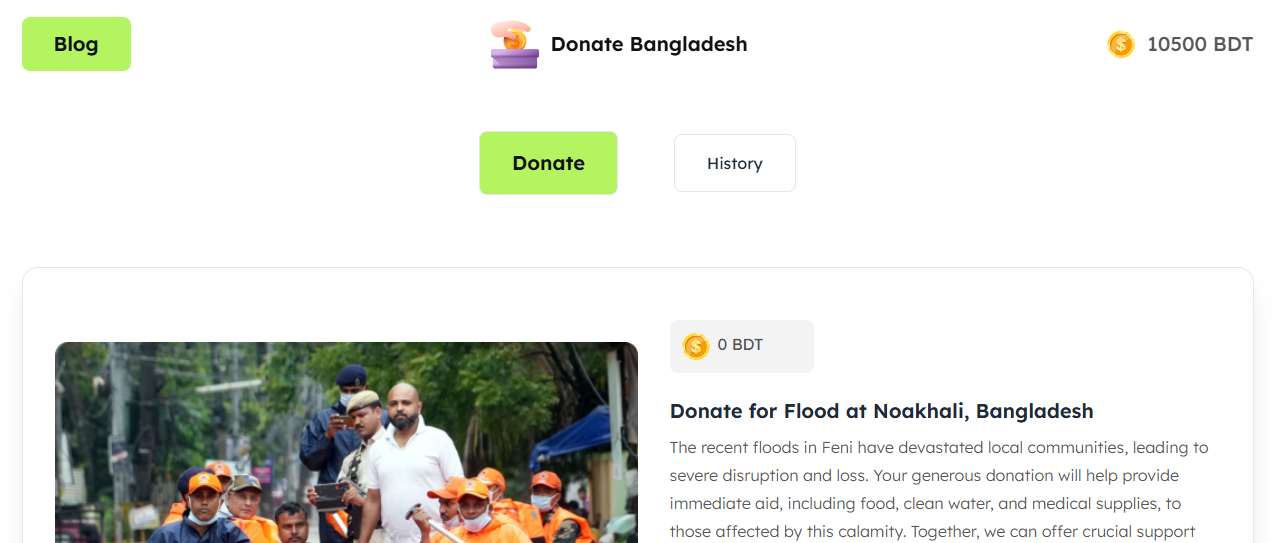 Blog
Donate Bangladesh
10500 BDT
Donate
History
0 BDT
Donate for Flood at Noakhali, Bangladesh
The recent floods in Feni have devastated local communities, leading to
severe disruption and loss. Your generous donation will help provide
immediate aid, including food, clean water, and medical supplies, to
those affected by this calamity. Together, we can offer crucial support